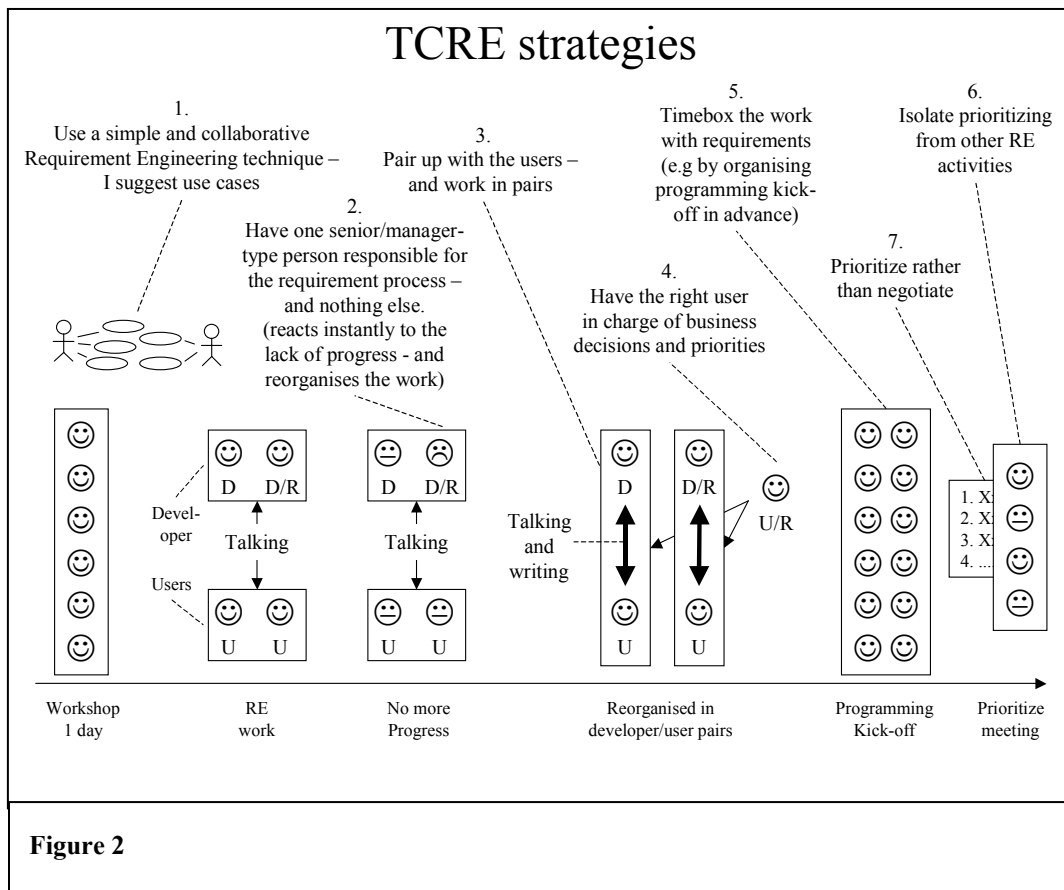 TCRE strategies
1.
Use a simple and collaborative
Requirement Engineering technique –
I suggest use cases
2.
Have one senior/manager-
type person responsible for
the requirement process –
and nothing else.
(reacts instantly to the
lack of progress - and
reorganises the work)
3.
Pair up with the users –
and work in pairs
4.
Have the right user
in charge of business
decisions and priorities
5.
Timebox the work
with requirements
(e.g by organising
programming kick-
off in advance)
6.
Isolate prioritizing
from other RE
activities
7.
Prioritize rather
than negotiate
D D/R
Devel-
oper
Talking
Users
U U
D D/R
Talking
U U
D D/R
Talking
and
writing
U U
U/R
1. X
2. X
3. X
4. ....
Workshop
1 day
RE
work
No more
Progress
Reorganised in
developer/user pairs
Programming
Kick-off
Prioritize
meeting
Figure 2